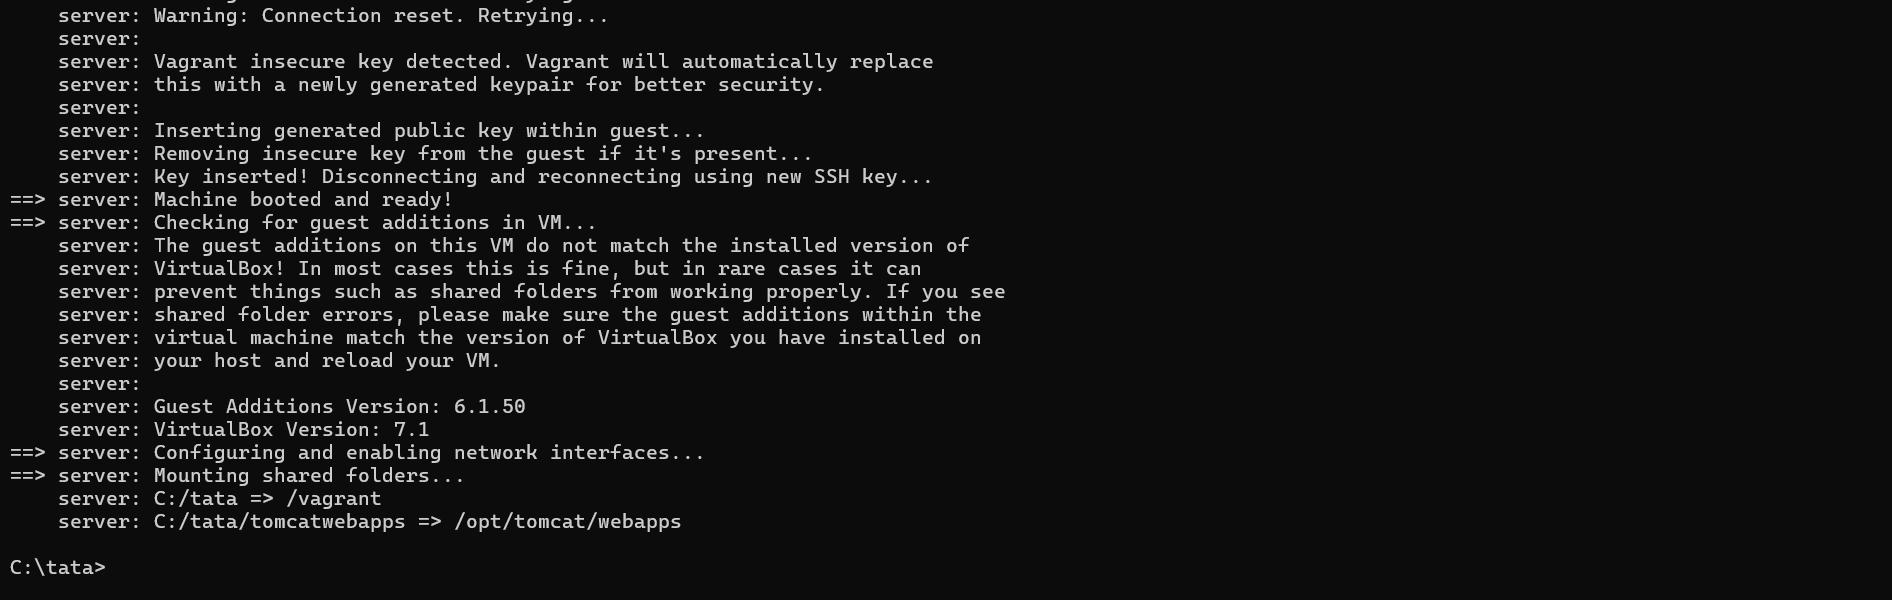 server: Warning: Connection reset. Retrying...
server:
server: Vagrant insecure key detected. Vagrant will automatically replace
server: this with a newly generated keypair for better security.
server:
server: Inserting generated public key within guest...
server: Removing insecure key from the guest if it's present...
server: Key inserted! Disconnecting and reconnecting using new SSH key...
==> server: Machine booted and ready!
==> server: Checking for guest additions in VM...
server: The guest additions on this VM do not match the installed version of
server: VirtualBox! In most cases this is fine, but in rare cases it can
server: prevent things such as shared folders from working properly. If you see
server: shared folder errors, please make sure the guest additions within the
server: virtual machine match the version of VirtualBox you have installed on
server: your host and reload your VM.
server:
server: Guest Additions Version: 6.1.50
server: VirtualBox Version: 7.1
==> server: Configuring and enabling network interfaces...
==> server: Mounting shared folders...
server: C:/tata => /vagrant
server: C:/tata/tomcatwebapps => /opt/tomcat/webapps
C:\tata>